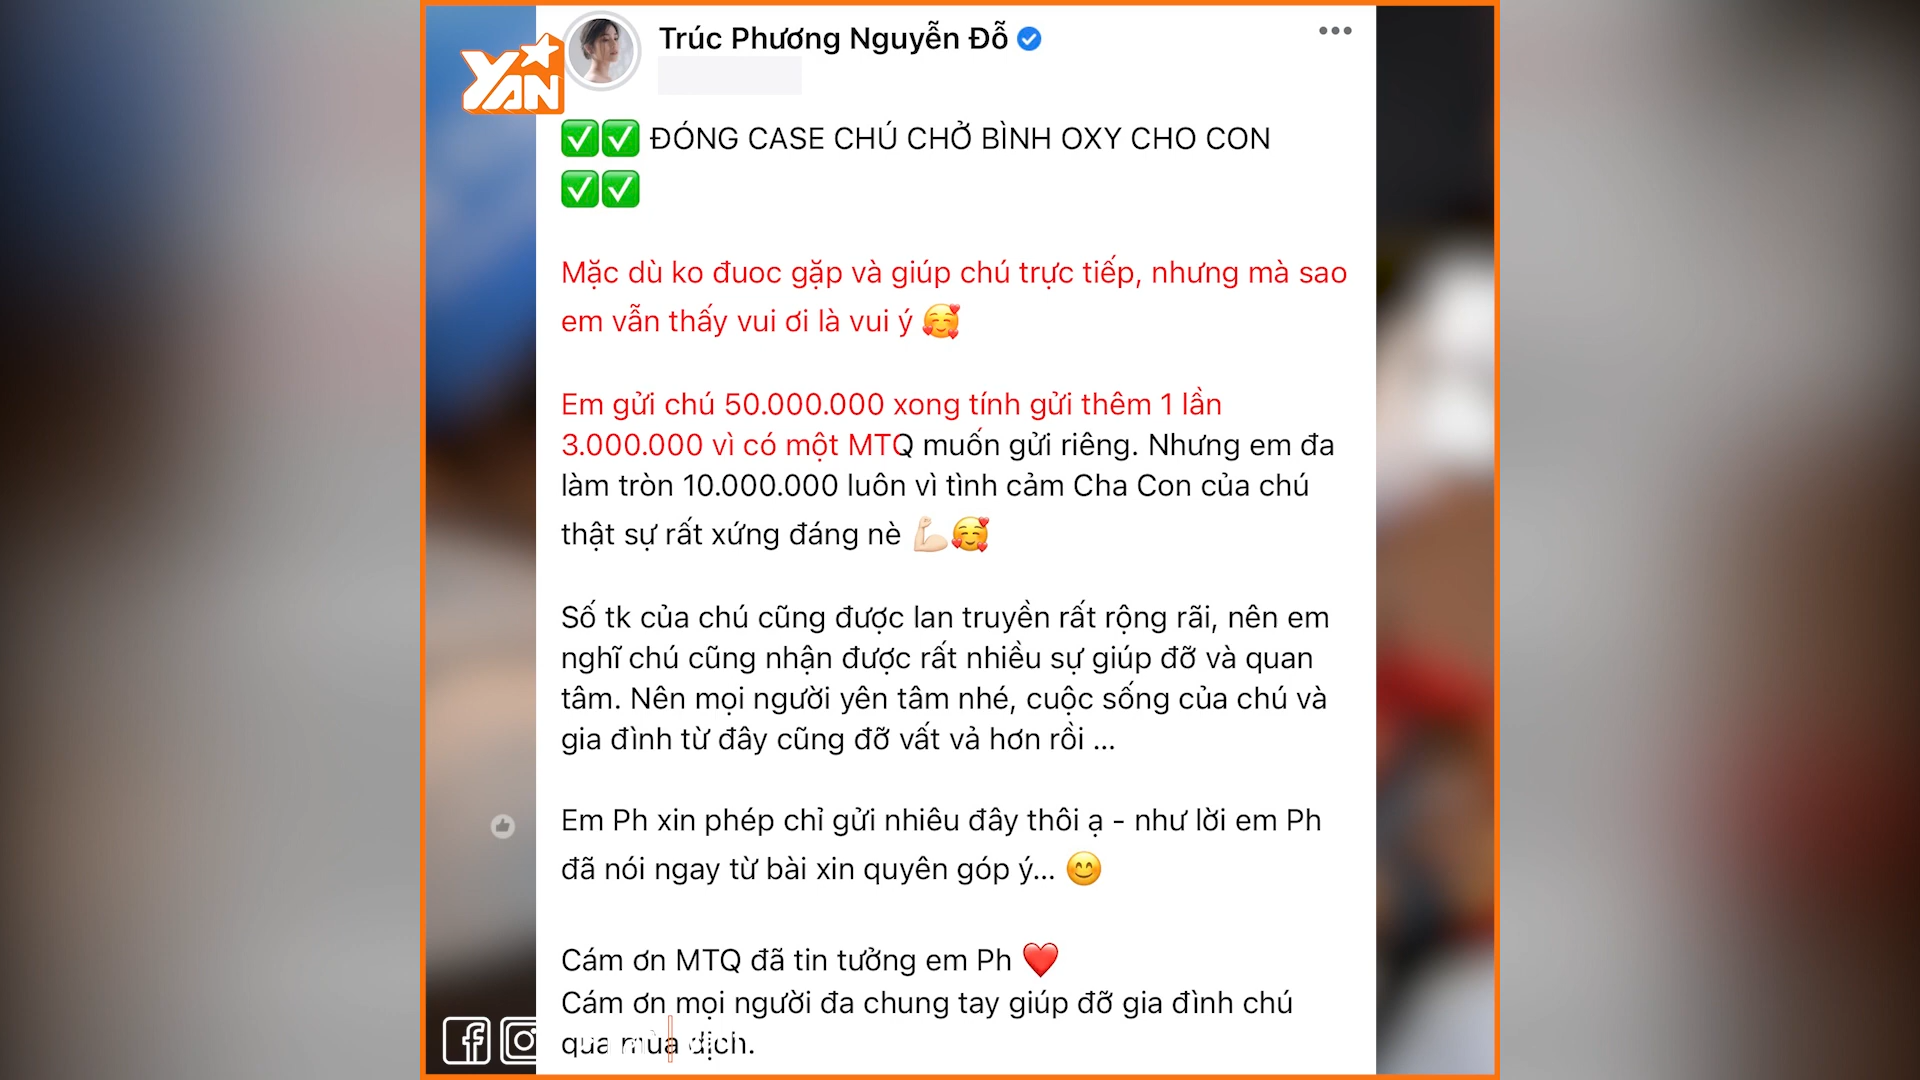 YAN
Trúc Phương Nguyễn Đỗ
✅✅ ĐÓNG CASE CHÚ CHỞ BÌNH OXY CHO CON
✅✅
Mặc dù ko đuoc gặp và giúp chú trực tiếp, nhưng mà sao
em vẫn thấy vui ơi là vui ý 🥰
Em gửi chú 50.000.000 xong tính gửi thêm 1 lần
3.000.000 vì có một MTQ muốn gửi riêng. Nhưng em đa
làm tròn 10.000.000 luôn vì tình cảm Cha Con của chú
thật sự rất xứng đáng nè 💪🏻🥰
Số tk của chú cũng được lan truyền rất rộng rãi, nên em
nghĩ chú cũng nhận được rất nhiều sự giúp đỡ và quan
tâm. Nên mọi người yên tâm nhé, cuộc sống của chú và
gia đình từ đây cũng đỡ vất vả hơn rồi ...
Em Ph xin phép chỉ gửi nhiêu đây thôi ạ - như lời em Ph
đã nói ngay từ bài xin quyên góp ý... 😊
Cám ơn MTQ đã tin tưởng em Ph ❤️
Cám ơn mọi người đa chung tay giúp đỡ gia đình chú
qua mùa dịch.